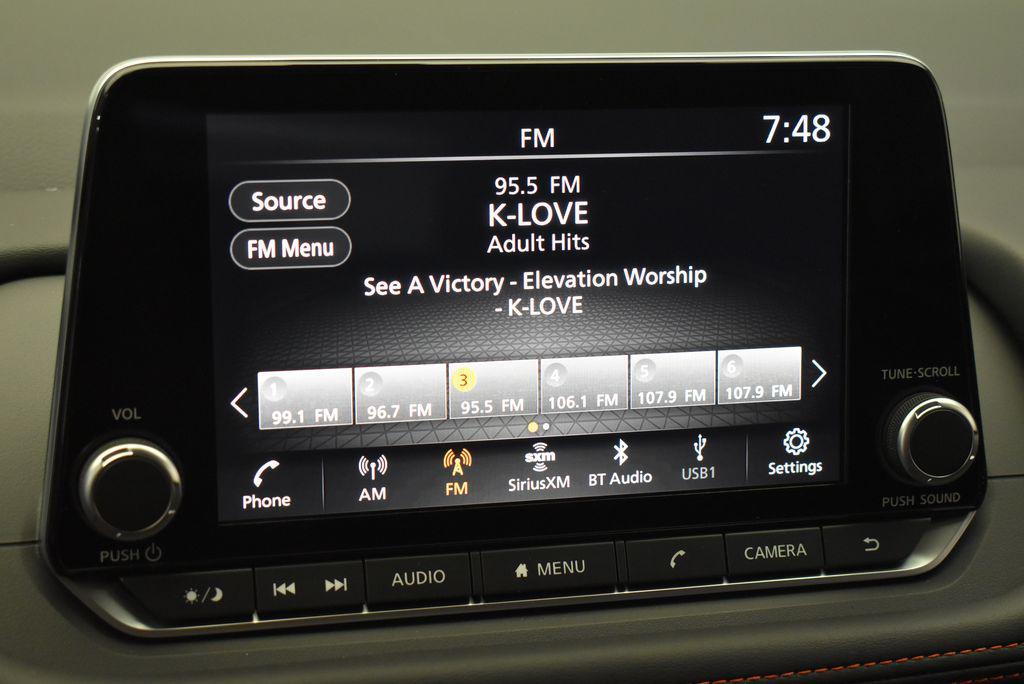 FM
7:48
Source
FM Menu
95.5 FM
K-LOVE
Adult Hits
See A Victory - Elevation Worship
- K-LOVE
1
99.1 FM
2
96.7 FM
3
95.5 FM
4
106.1 FM
5
107.9 FM
6
107.9 FM
Phone
AM
FM
sxm
SiriusXM
BT Audio
USB1
Settings
VOL
PUSH
TUNE·SCROLL
PUSH SOUND
AUDIO
MENU
CAMERA